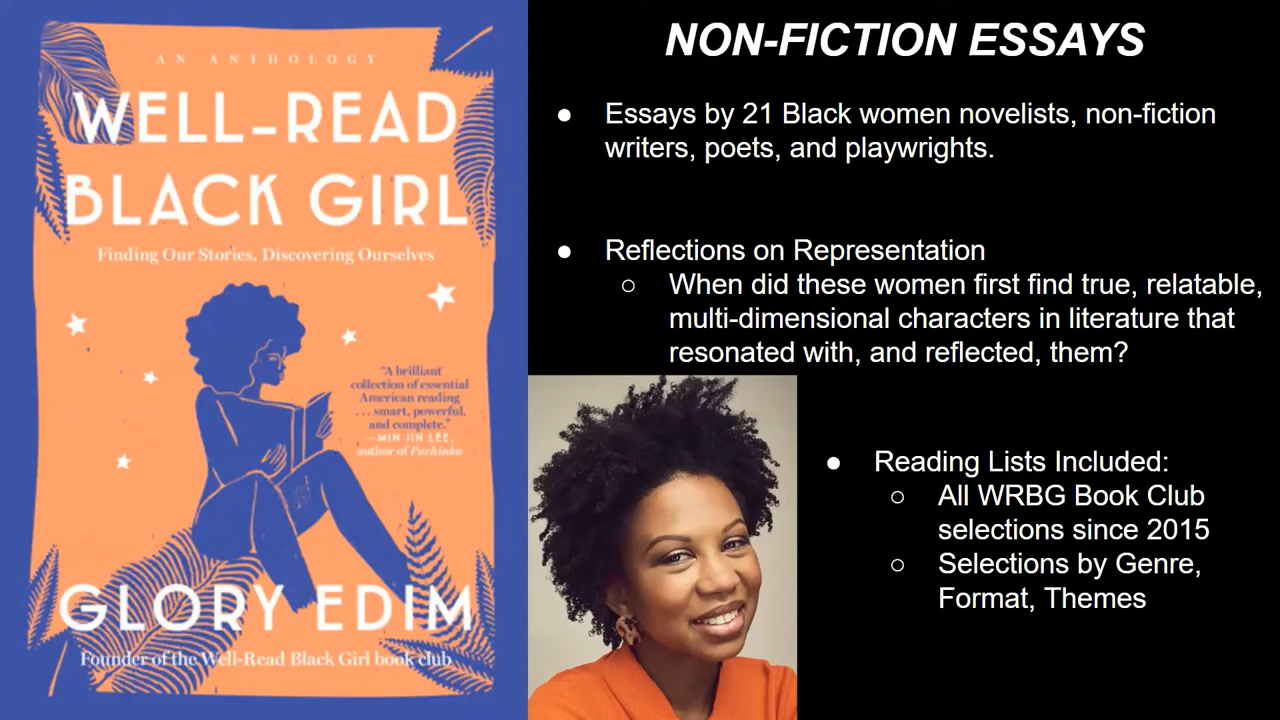 AN ANTHOLOGY
WELL-READ
BLACK GIRL
Finding Our Stories, Discovering Ourselves
"A brilliant
collection of essential
American reading
. . . smart, powerful,
and complete."
—MIN JIN LEE,
author of Pachinko
GLORY EDIM
Founder of the Well-Read Black Girl book club
NON-FICTION ESSAYS
● Essays by 21 Black women novelists, non-fiction
writers, poets, and playwrights.
● Reflections on Representation
○ When did these women first find true, relatable,
multi-dimensional characters in literature that
resonated with, and reflected, them?
● Reading Lists Included:
○ All WRBG Book Club
selections since 2015
○ Selections by Genre,
Format, Themes